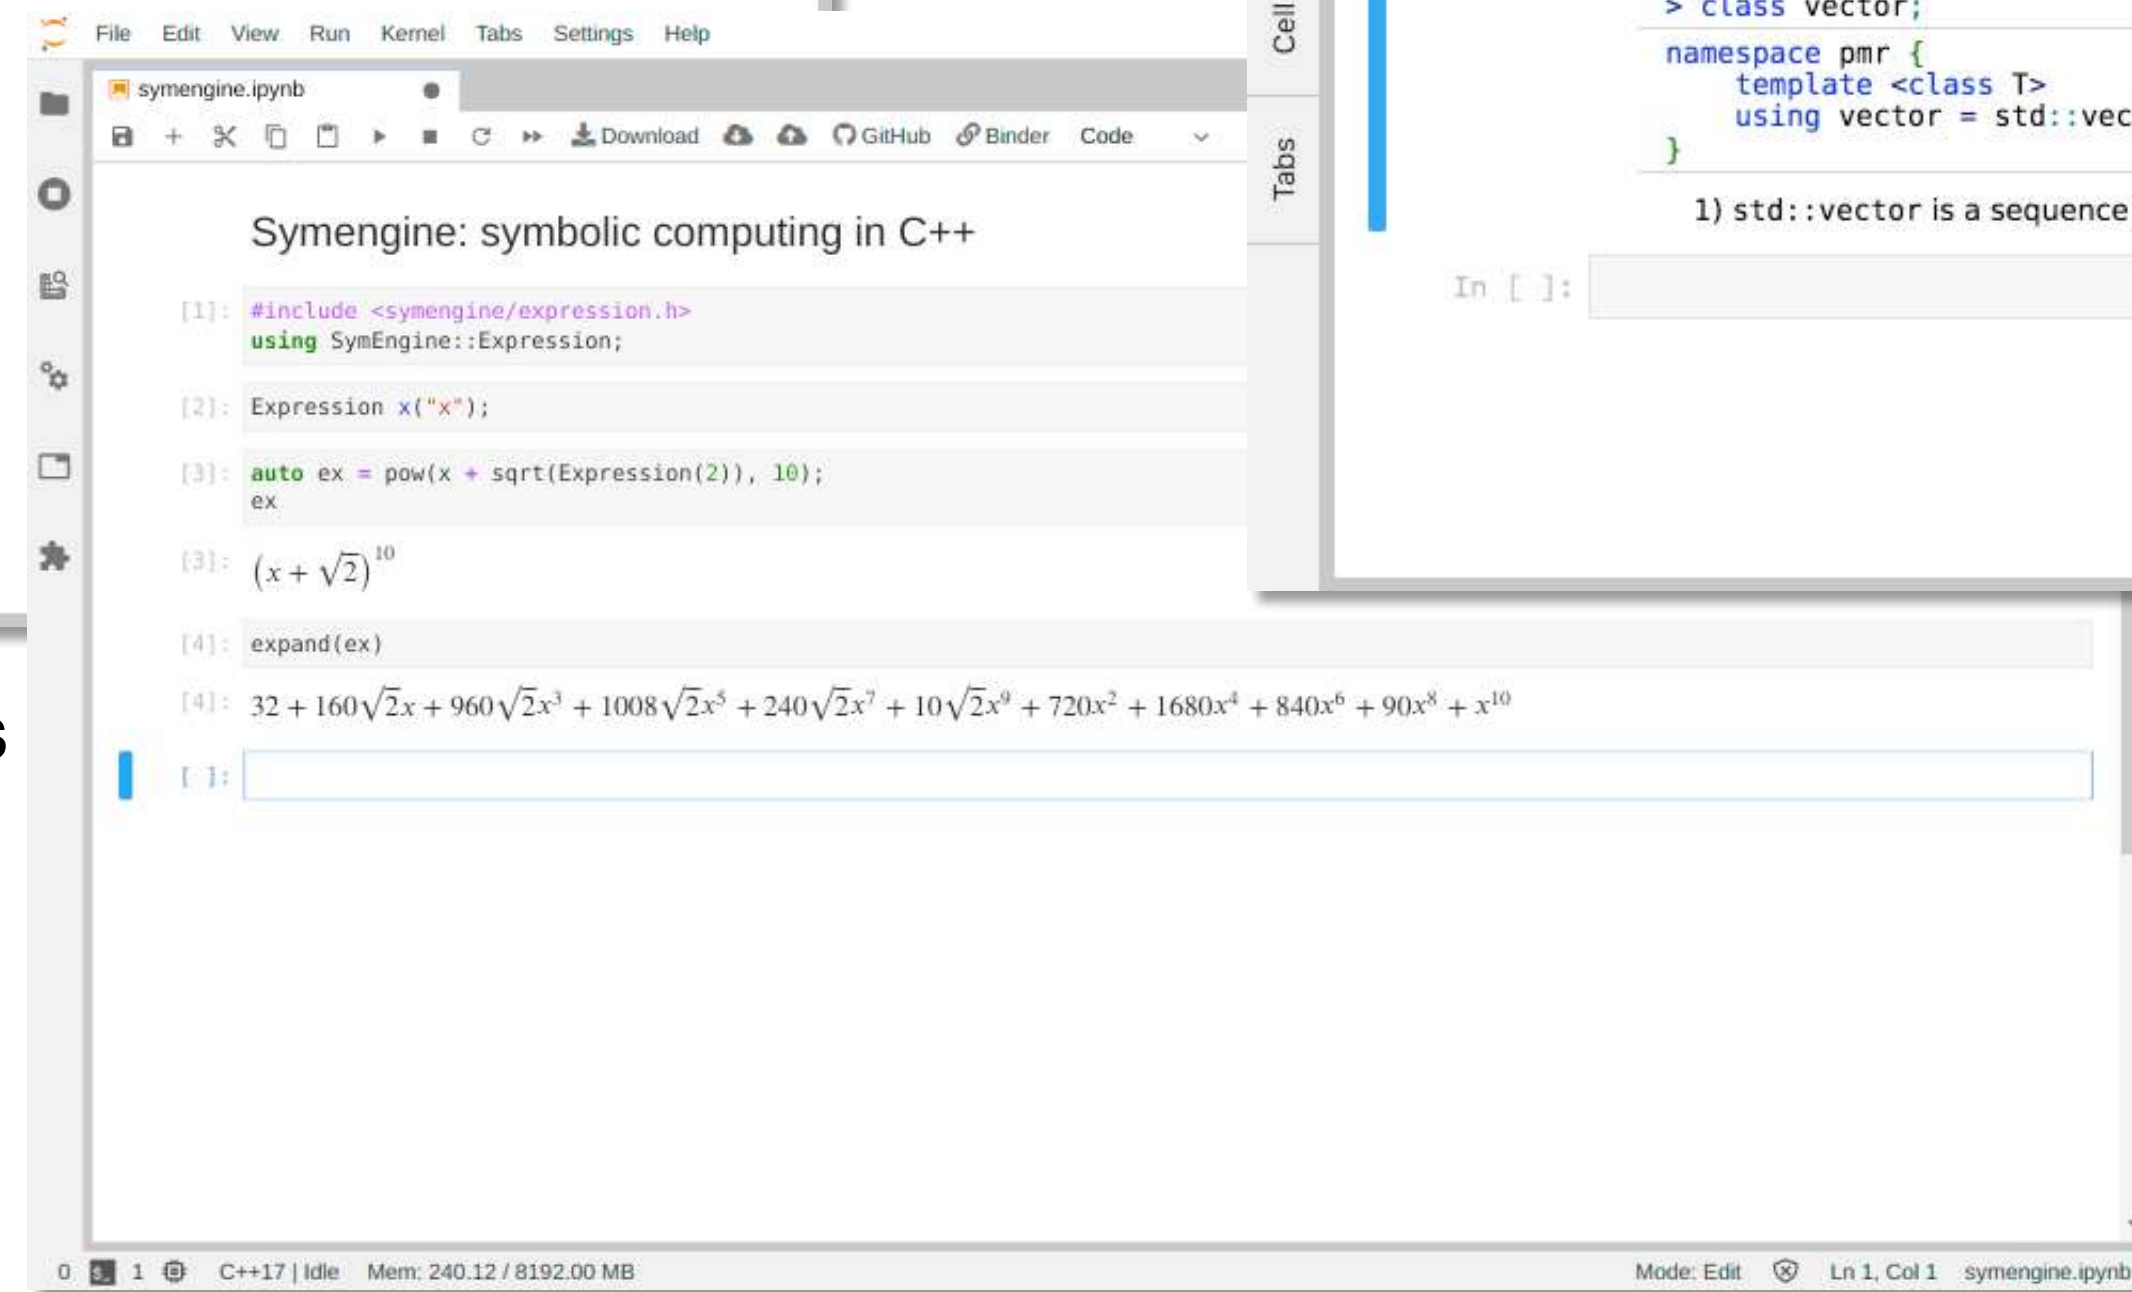 File Edit View Run Kernel Tabs Settings Help
symengine.ipynb
Download GitHub Binder Code
Symengine: symbolic computing in C++
[1]: #include <symengine/expression.h>
using SymEngine::Expression;
[2]: Expression x("x");
[3]: auto ex = pow(x + sqrt(Expression(2)), 10);
ex
[3]: (x + √2)¹⁰
[4]: expand(ex)
[4]: 32 + 160√2x + 960√2x³ + 1008√2x⁵ + 240√2x⁷ + 10√2x⁹ + 720x² + 1680x⁴ + 840x⁶ + 90x⁸ + x¹⁰
[ ]:
0 1 C++17 | Idle Mem: 240.12 / 8192.00 MB
Mode: Edit Ln 1, Col 1 symengine.ipynb
Cell
Tabs
> class vector;
namespace pmr {
template <class T>
using vector = std::vec
}
1) std::vector is a sequence
In [ ]:
s